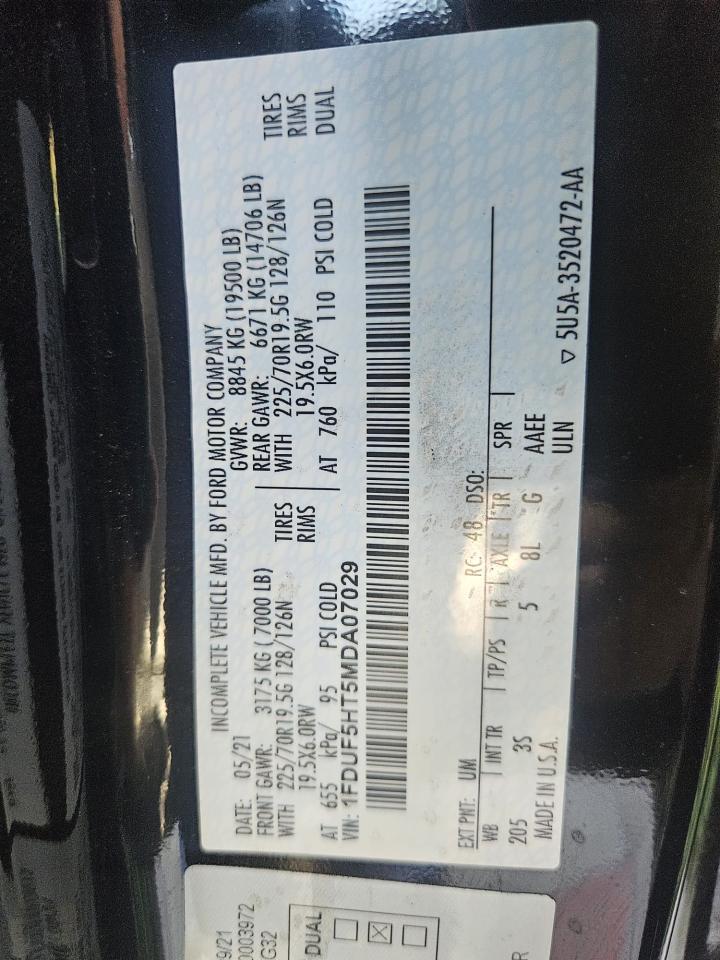 INCOMPLETE VEHICLE MFD. BY FORD MOTOR COMPANY
DATE: 05/21 GVWR: 8845 KG (19500 LB)
FRONT GAWR: 3175 KG (7000 LB) REAR GAWR: 6671 KG (14706 LB)
WITH 225/70R19.5G 128/126N TIRES WITH 225/70R19.5G 128/126N TIRES
19.5X6.0RW RIMS 19.5X6.0RW RIMS
AT 655 kPa/ 95 PSI COLD AT 760 kPa/ 110 PSI COLD DUAL
VIN: 1FDUF5HT5MDA07029
EXT PNT: UM RC: 48 DSO:
WB INT TR TP/PS R AXLE TR SPR
205 3S 5 8L G AAEE
MADE IN U.S.A. ULN
▽ 5U5A-3520472-AA
9/21
0003972
G32
DUAL